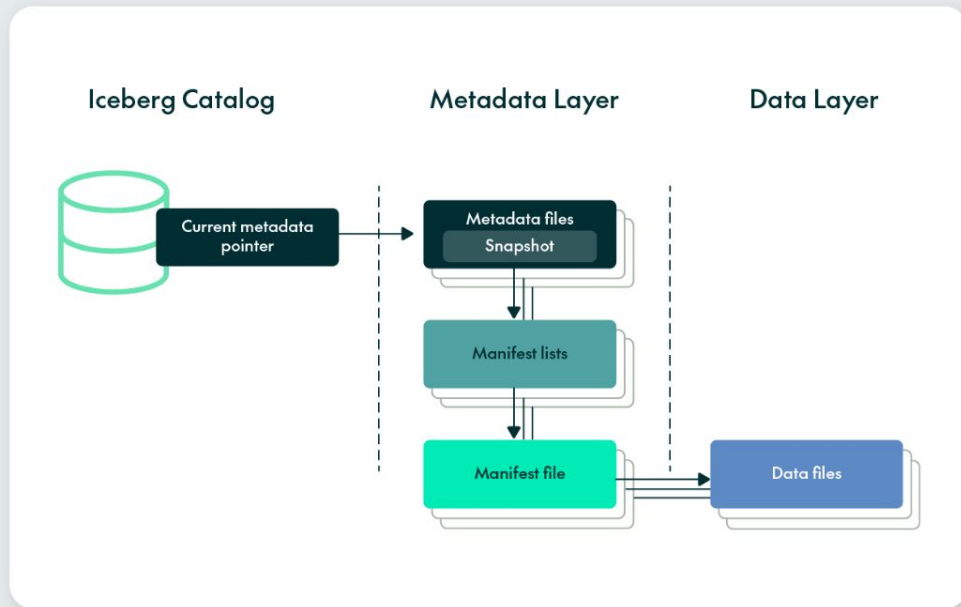 Iceberg Catalog
Metadata Layer
Data Layer
Current metadata
pointer
Metadata files
Snapshot
Manifest lists
Manifest file
Data files